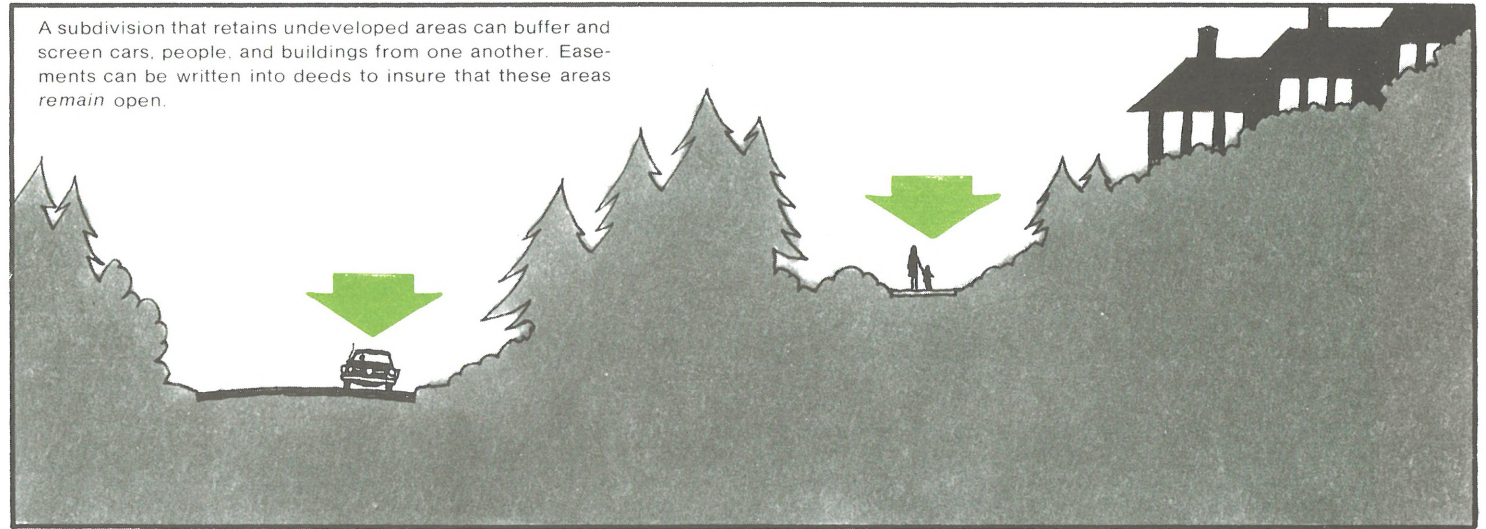 A subdivision that retains undeveloped areas can buffer and
screen cars, people, and buildings from one another. Ease-
ments can be written into deeds to insure that these areas
remain open.